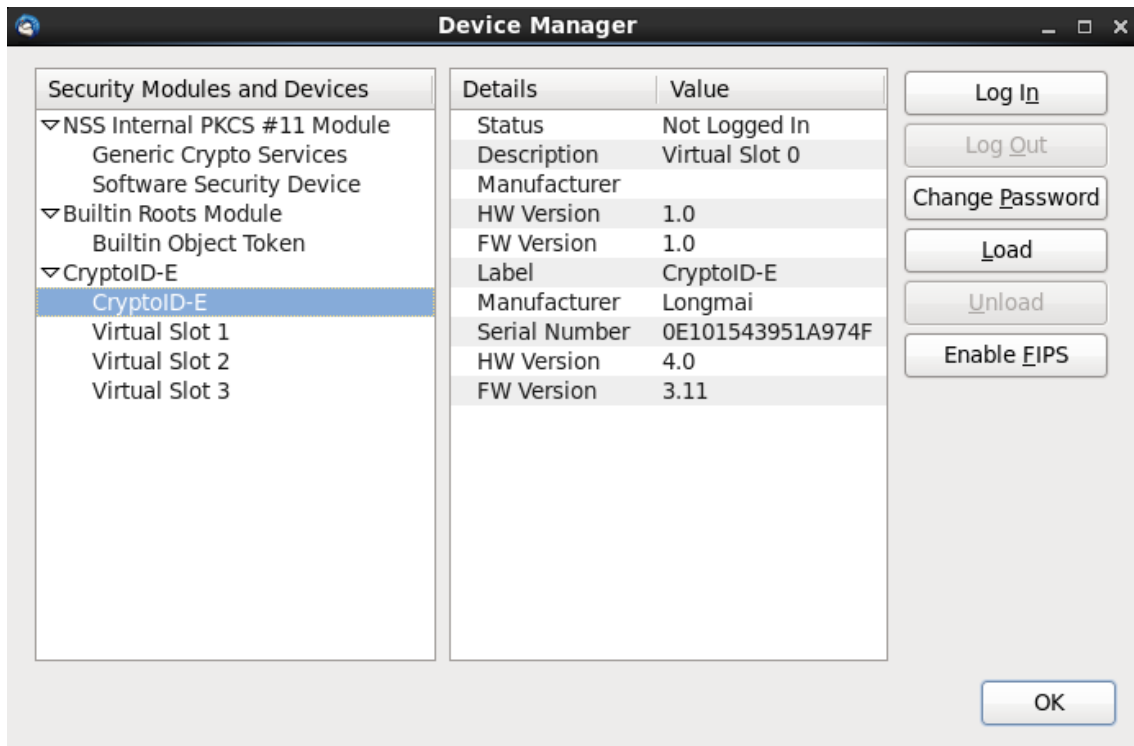 Device Manager
Security Modules and Devices
NSS Internal PKCS #11 Module
Generic Crypto Services
Software Security Device
Builtin Roots Module
Builtin Object Token
CryptoID-E
CryptoID-E
Virtual Slot 1
Virtual Slot 2
Virtual Slot 3
Details Value
Status Not Logged In
Description Virtual Slot 0
Manufacturer
HW Version 1.0
FW Version 1.0
Label CryptoID-E
Manufacturer Longmai
Serial Number 0E101543951A974F
HW Version 4.0
FW Version 3.11
Log In
Log Out
Change Password
Load
Unload
Enable FIPS
OK